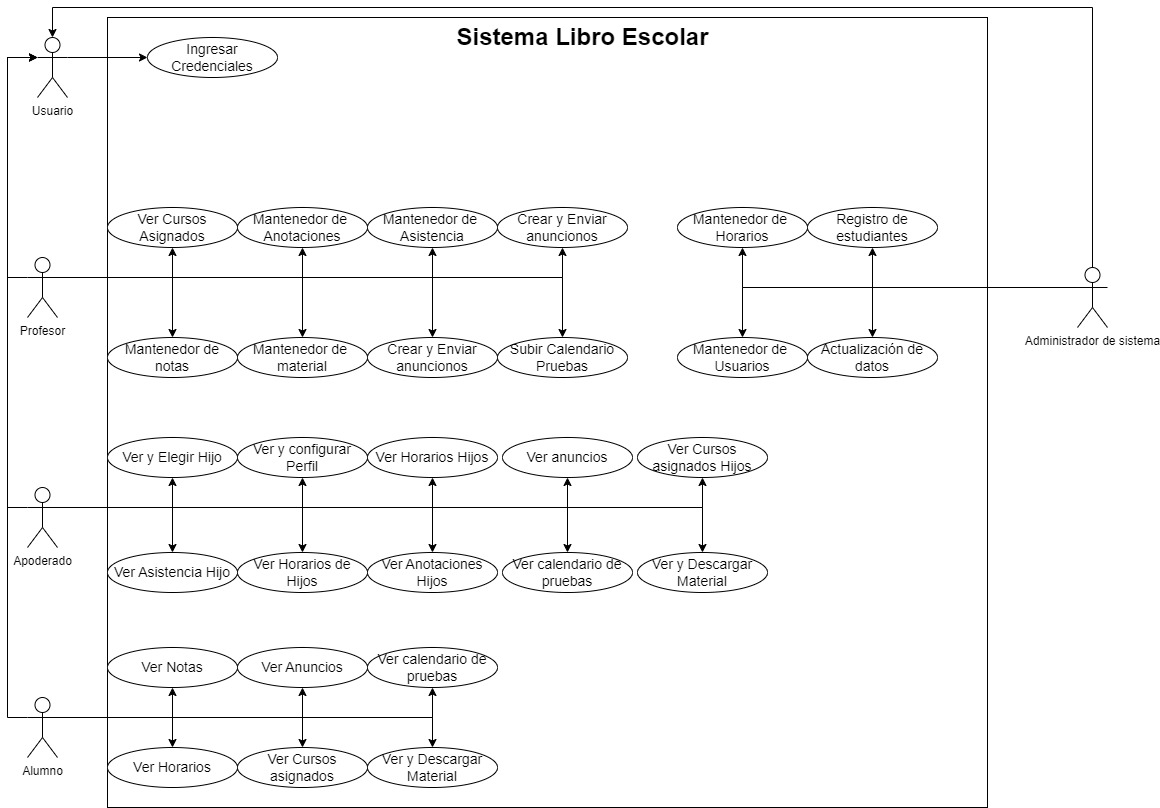 Sistema Libro Escolar
Ingresar
Credenciales
Usuario
Ver Cursos
Asignados
Mantenedor de
Anotaciones
Mantenedor de
Asistencia
Crear y Enviar
anuncionos
Mantenedor de
Horarios
Registro de
estudiantes
Profesor
Administrador de sistema
Mantenedor de
notas
Mantenedor de
material
Crear y Enviar
anuncionos
Subir Calendario
Pruebas
Mantenedor de
Usuarios
Actualización de
datos
Ver y Elegir Hijo
Ver y configurar
Perfil
Ver Horarios Hijos
Ver anuncios
Ver Cursos
asignados Hijos
Apoderado
Ver Asistencia Hijo
Ver Horarios de
Hijos
Ver Anotaciones
Hijos
Ver calendario de
pruebas
Ver y Descargar
Material
Ver Notas
Ver Anuncios
Ver calendario de
pruebas
Alumno
Ver Horarios
Ver Cursos
asignados
Ver y Descargar
Material